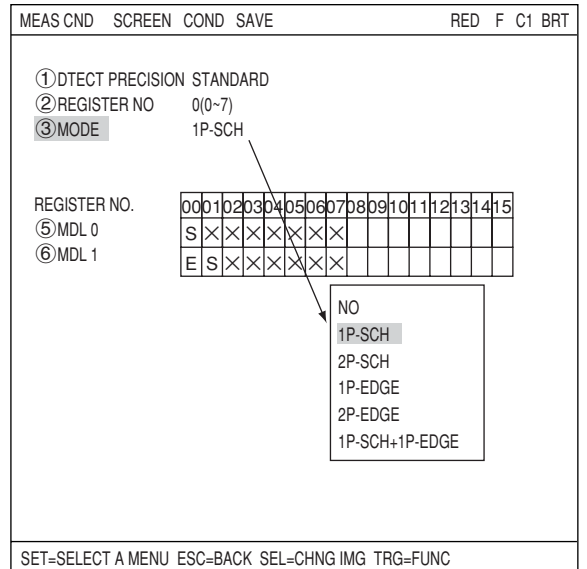 MEAS CND SCREEN COND SAVE RED F C1 BRT
①DTECT PRECISION STANDARD
②REGISTER NO 0(0~7)
③MODE 1P-SCH
REGISTER NO. 00 01 02 03 04 05 06 07 08 09 10 11 12 13 14 15
⑤MDL 0 S × × × × × × ×
⑥MDL 1 E S × × × × × ×
NO
1P-SCH
2P-SCH
1P-EDGE
2P-EDGE
1P-SCH+1P-EDGE
SET=SELECT A MENU ESC=BACK SEL=CHNG IMG TRG=FUNC